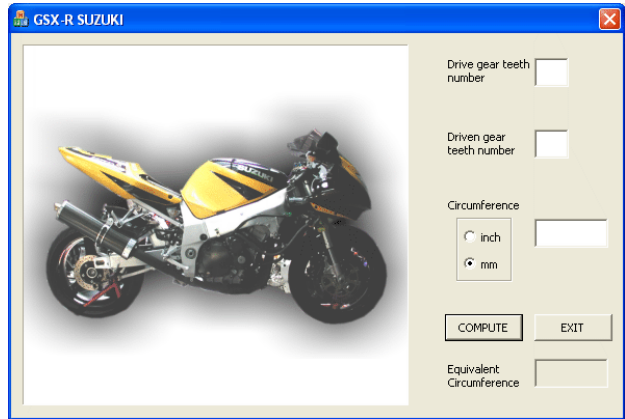 GSX-R SUZUKI
Drive gear teeth
number
Driven gear
teeth number
Circumference
inch
mm
COMPUTE
EXIT
Equivalent
Circumference
SUZUKI